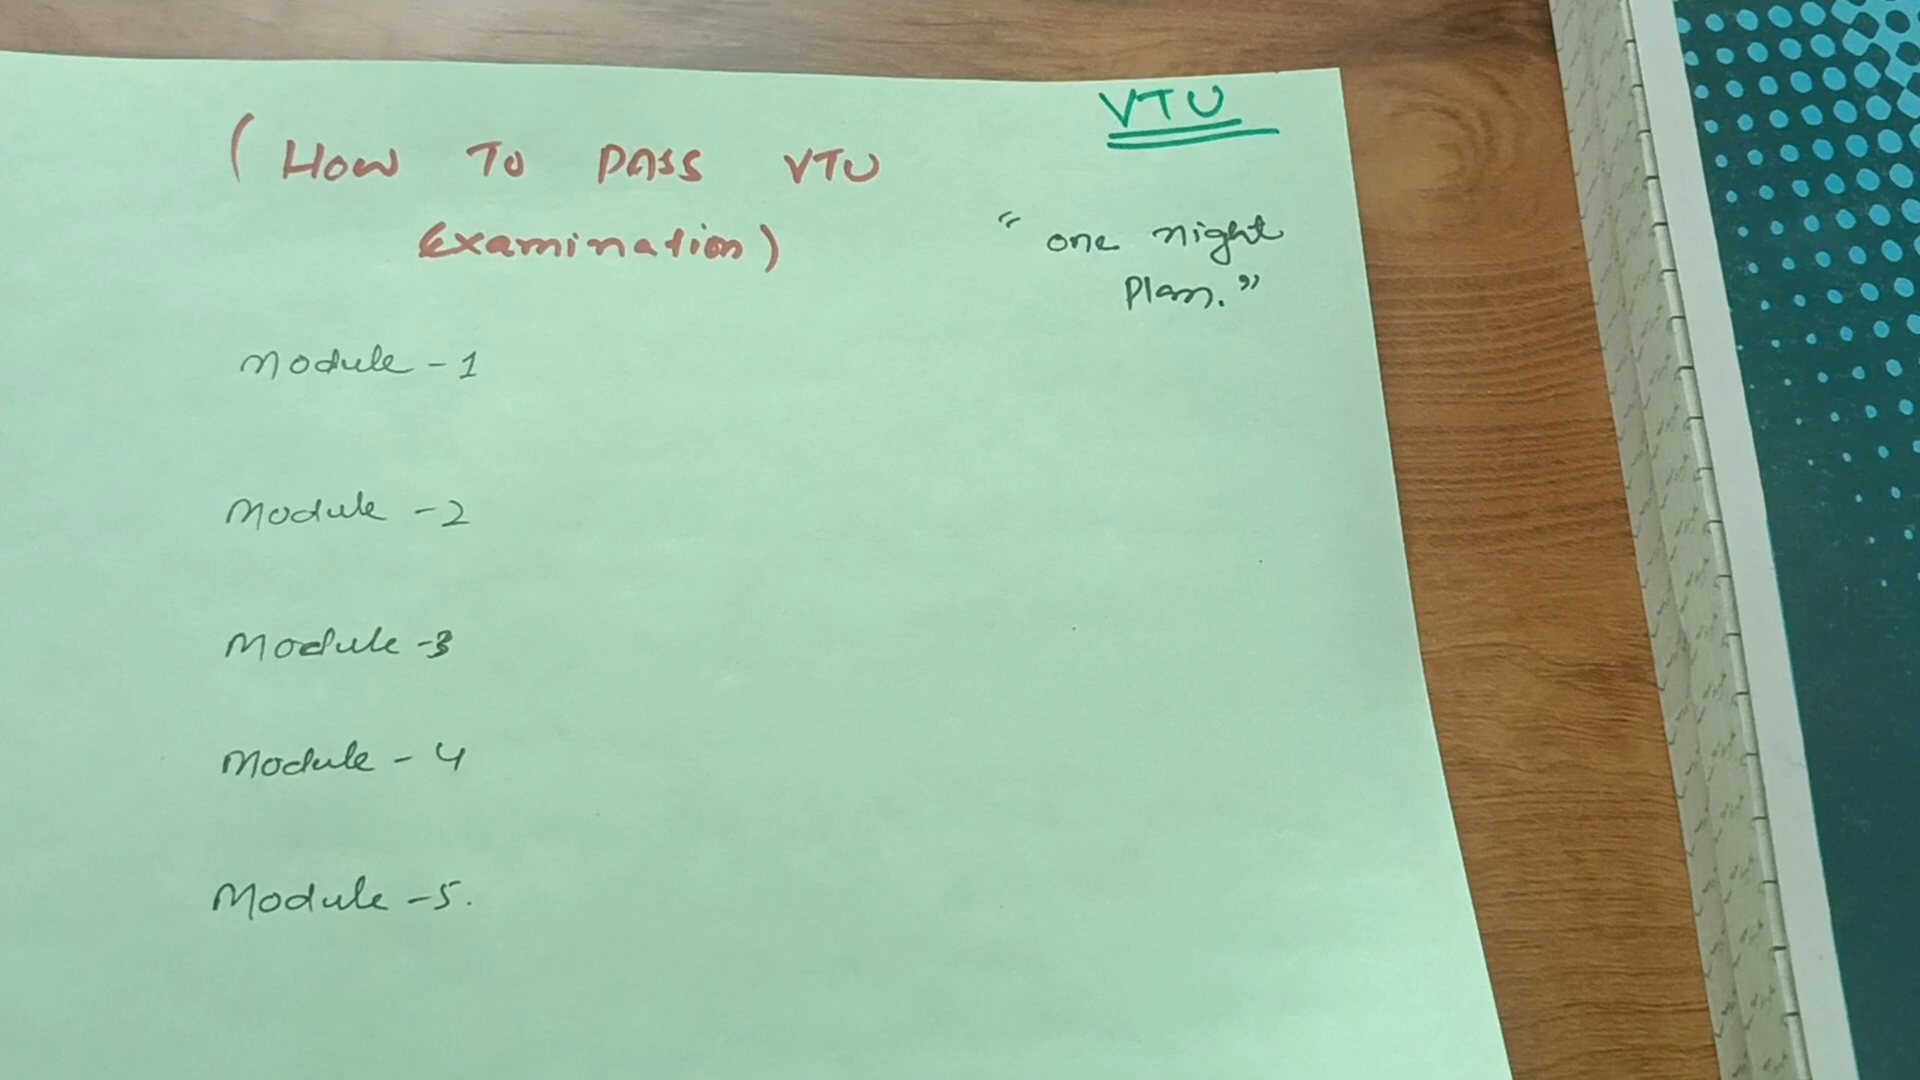 VTU
(HOW TO PASS VTU
Examination)
“ one night
Plan.”
Module - 1
Module - 2
Module - 3
Module - 4
Module - 5.